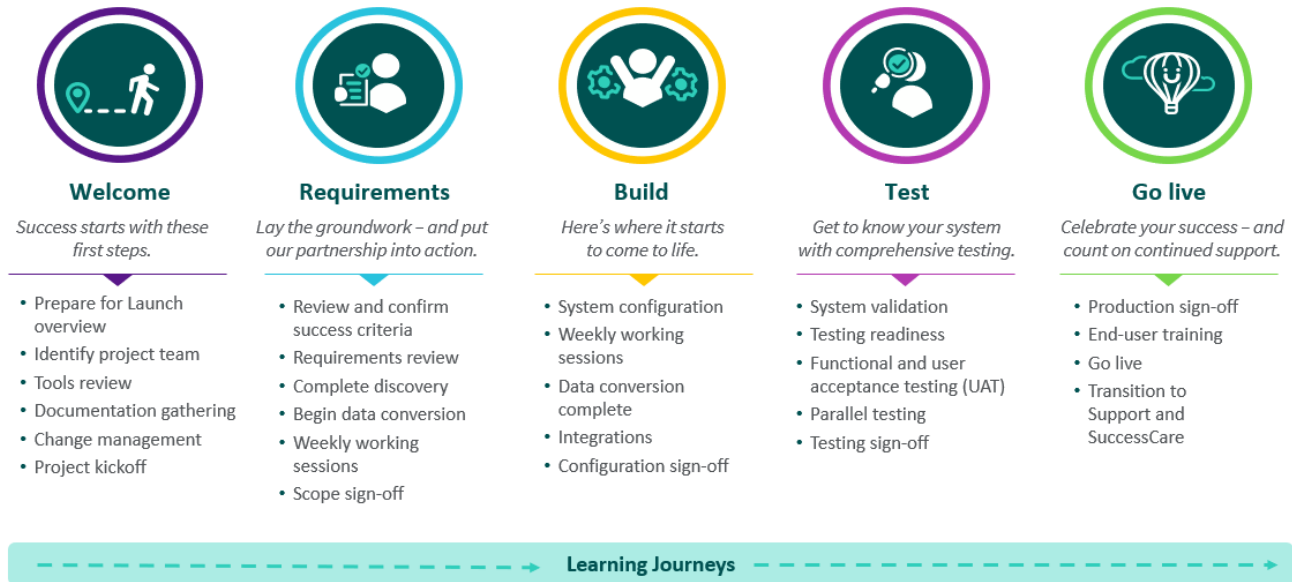 Welcome
Success starts with these
first steps.
• Prepare for Launch
overview
• Identify project team
• Tools review
• Documentation gathering
• Change management
• Project kickoff
Requirements
Lay the groundwork – and put
our partnership into action.
• Review and confirm
success criteria
• Requirements review
• Complete discovery
• Begin data conversion
• Weekly working
sessions
• Scope sign-off
Build
Here’s where it starts
to come to life.
• System configuration
• Weekly working
sessions
• Data conversion
complete
• Integrations
• Configuration sign-off
Test
Get to know your system
with comprehensive testing.
• System validation
• Testing readiness
• Functional and user
acceptance testing (UAT)
• Parallel testing
• Testing sign-off
Go live
Celebrate your success – and
count on continued support.
• Production sign-off
• End-user training
• Go live
• Transition to
Support and
SuccessCare
Learning Journeys